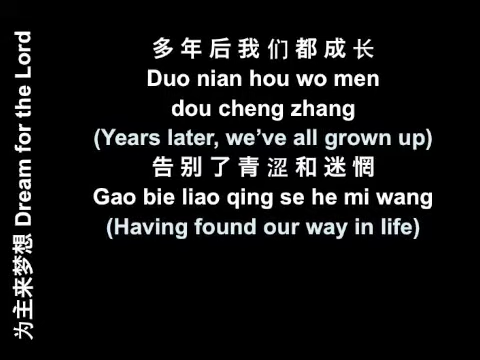 为主来梦想 Dream for the Lord
多年后我们都成长
Duo nian hou wo men
dou cheng zhang
(Years later, we’ve all grown up)
告别了青涩和迷惘
Gao bie liao qing se he mi wang
(Having found our way in life)